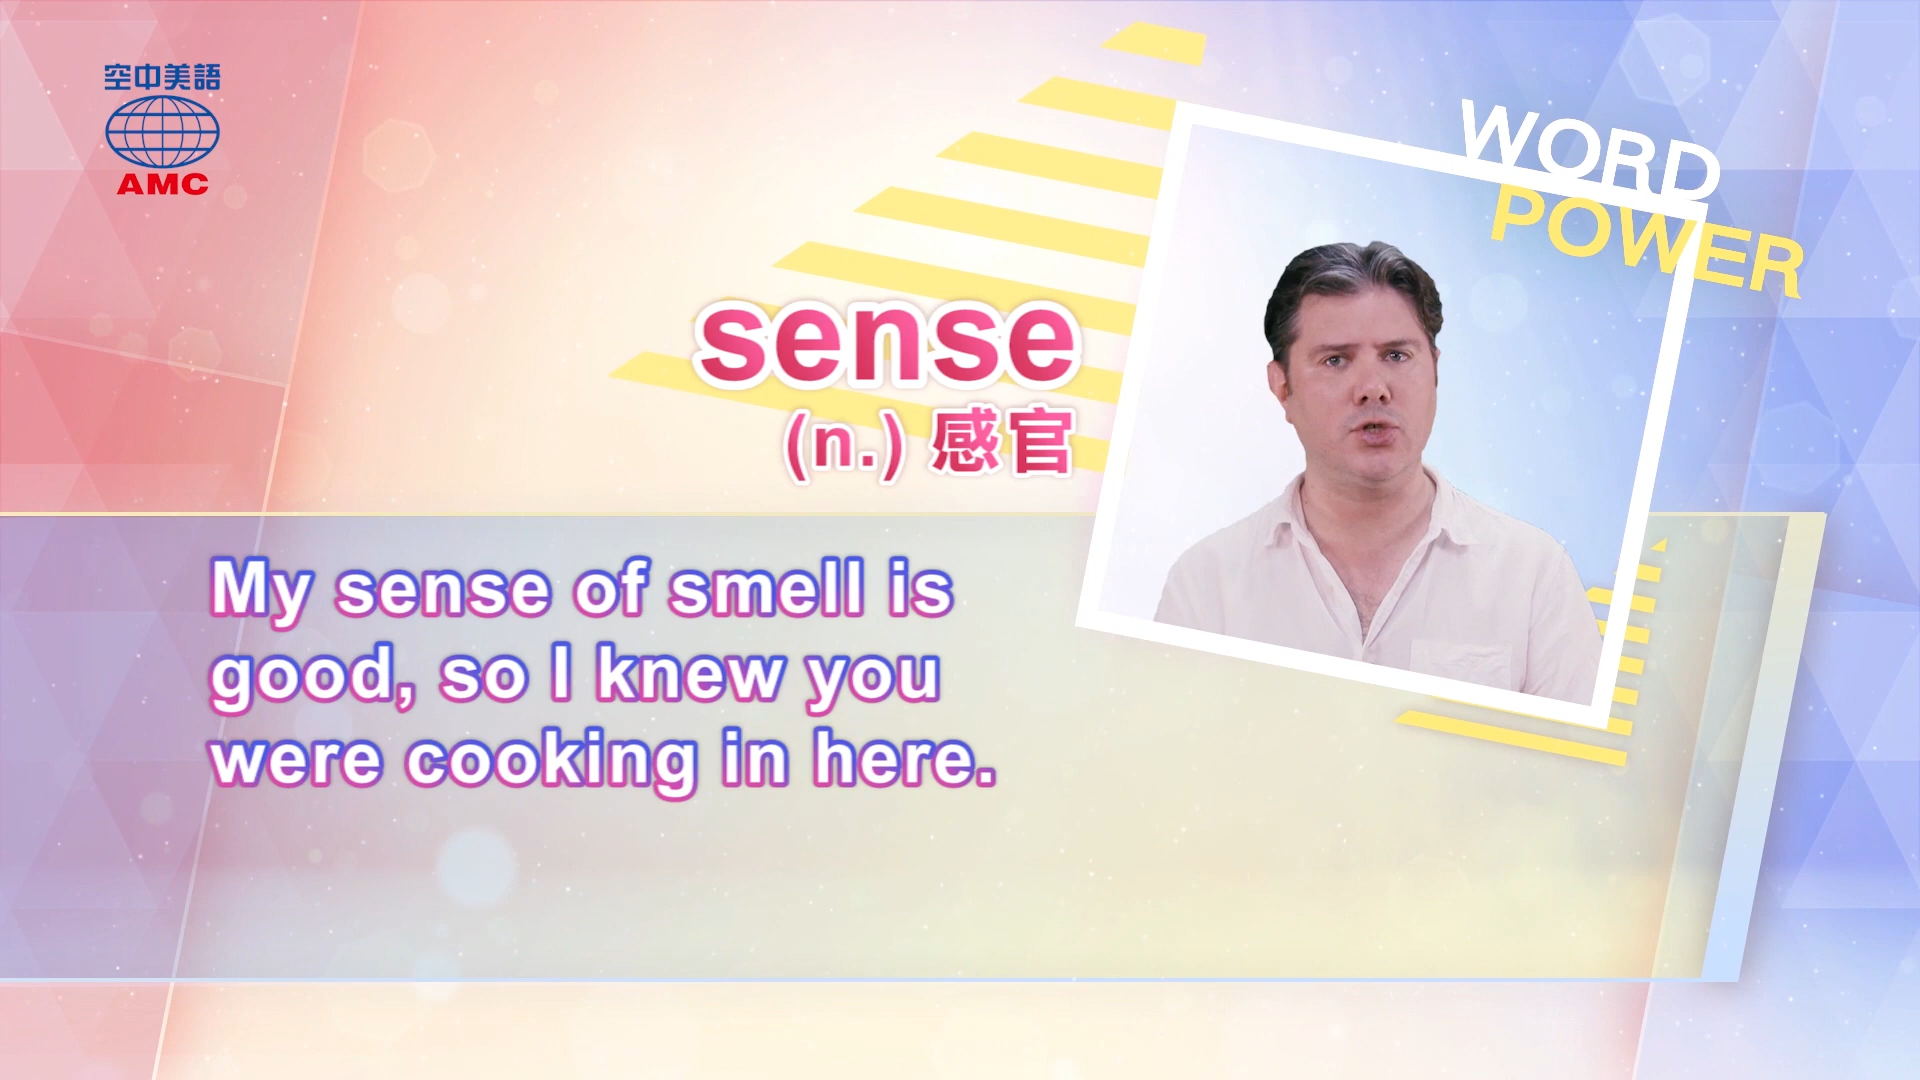 空中美語
AMC
WORD
POWER
sense
(n.) 感官
My sense of smell is
good, so I knew you
were cooking in here.